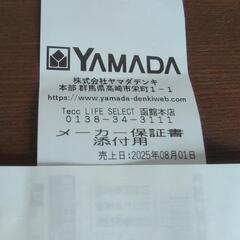 YAMADA
株式会社ヤマダデンキ
本部 群馬県高崎市栄町1-1
https://www.yamada-denkiweb.com
Tecc LIFE SELECT 函館本店
0138-34-3111
メーカー保証書
添付用
売上日:2025年08月01日